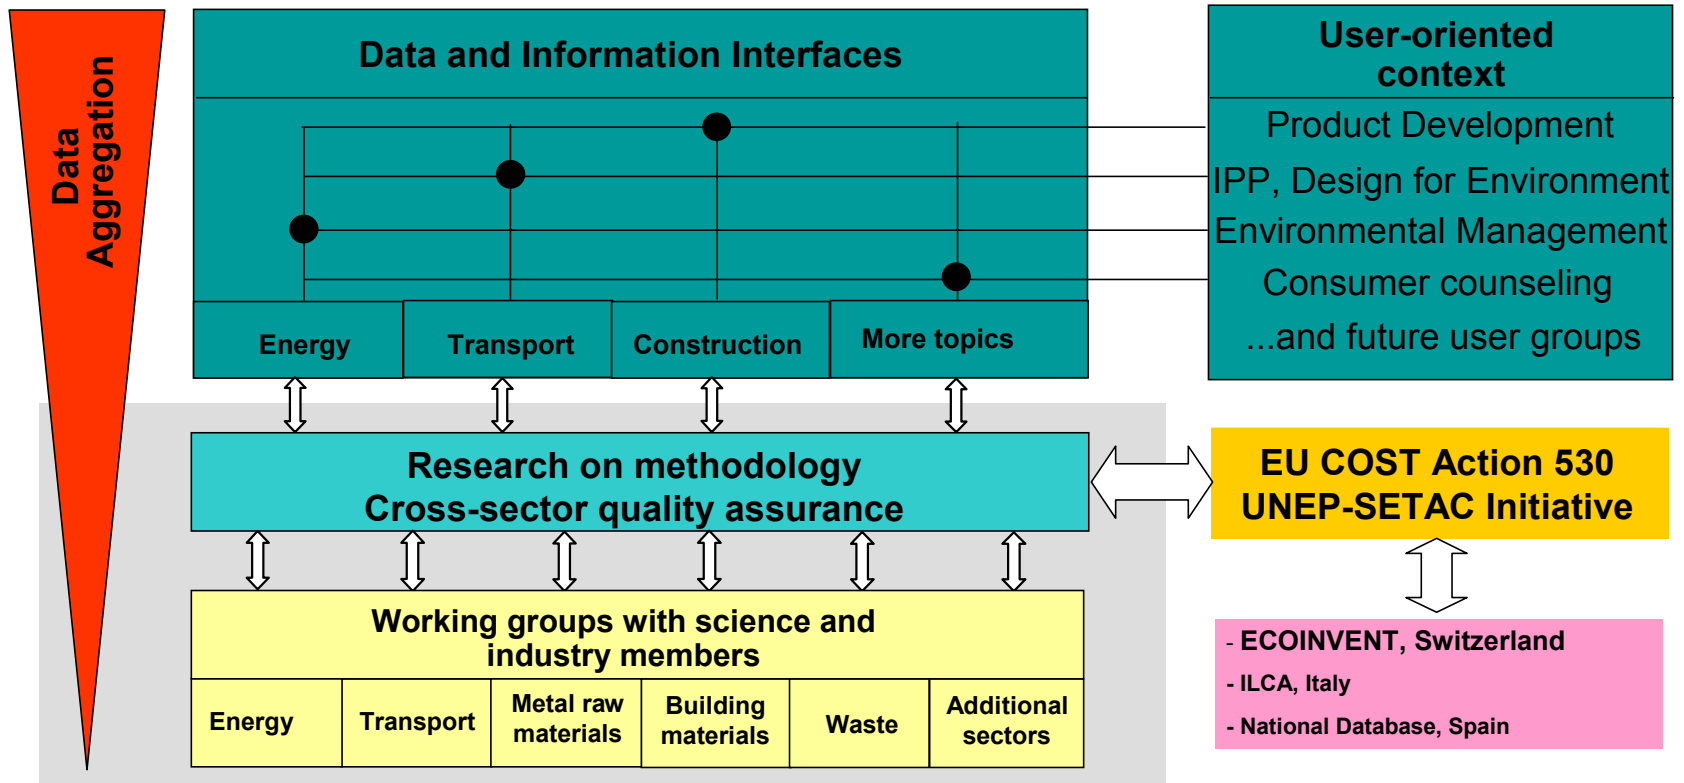 Data
Aggregation
Data and Information Interfaces
Energy
Transport
Construction
More topics
User-oriented
context
Product Development
IPP, Design for Environment
Environmental Management
Consumer counseling
...and future user groups
Research on methodology
Cross-sector quality assurance
EU COST Action 530
UNEP-SETAC Initiative
Working groups with science and
industry members
Energy
Transport
Metal raw
materials
Building
materials
Waste
Additional
sectors
- ECOINVENT, Switzerland
- ILCA, Italy
- National Database, Spain